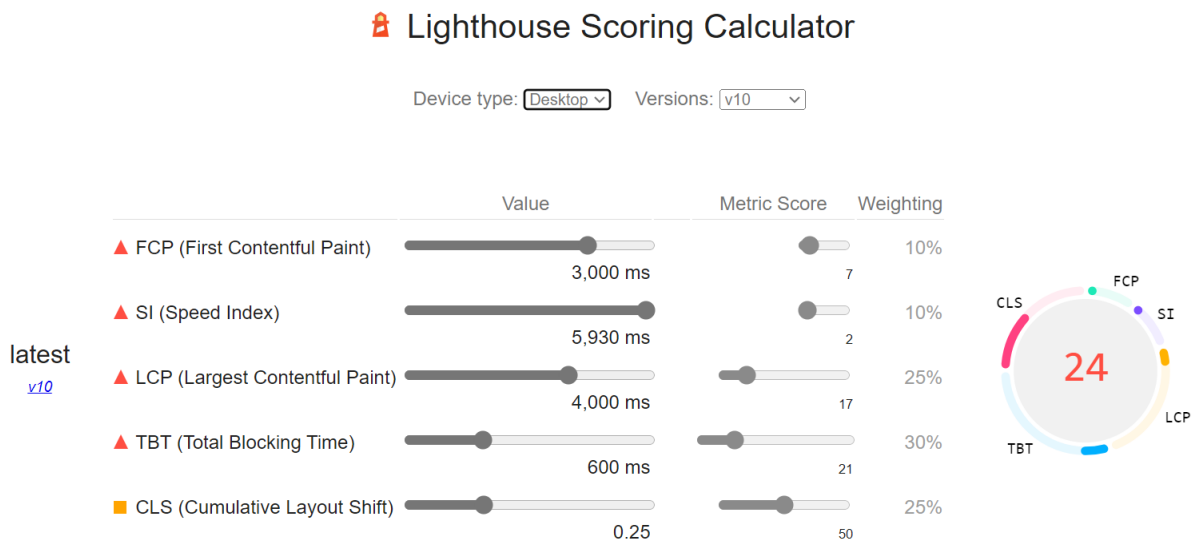 Lighthouse Scoring Calculator
Device type: Desktop Versions: v10
Value Metric Score Weighting
FCP (First Contentful Paint) 10%
3,000 ms 7
SI (Speed Index) 10%
5,930 ms 2
latest
v10
LCP (Largest Contentful Paint) 25%
4,000 ms 17
TBT (Total Blocking Time) 30%
600 ms 21
CLS (Cumulative Layout Shift) 25%
0.25 50
FCP
CLS
SI
24
LCP
TBT